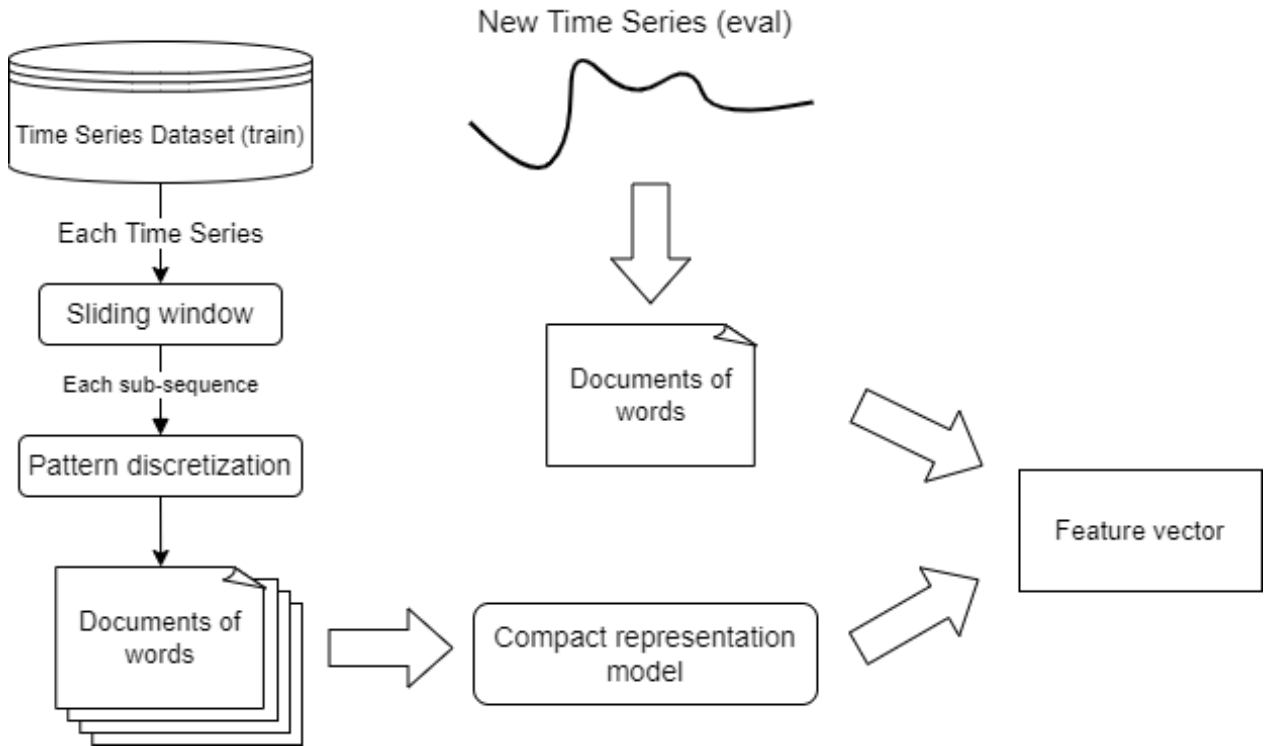 New Time Series (eval)
Time Series Dataset (train)
Each Time Series
Sliding window
Each sub-sequence
Pattern discretization
Documents of
words
Documents of
words
Compact representation
model
Feature vector